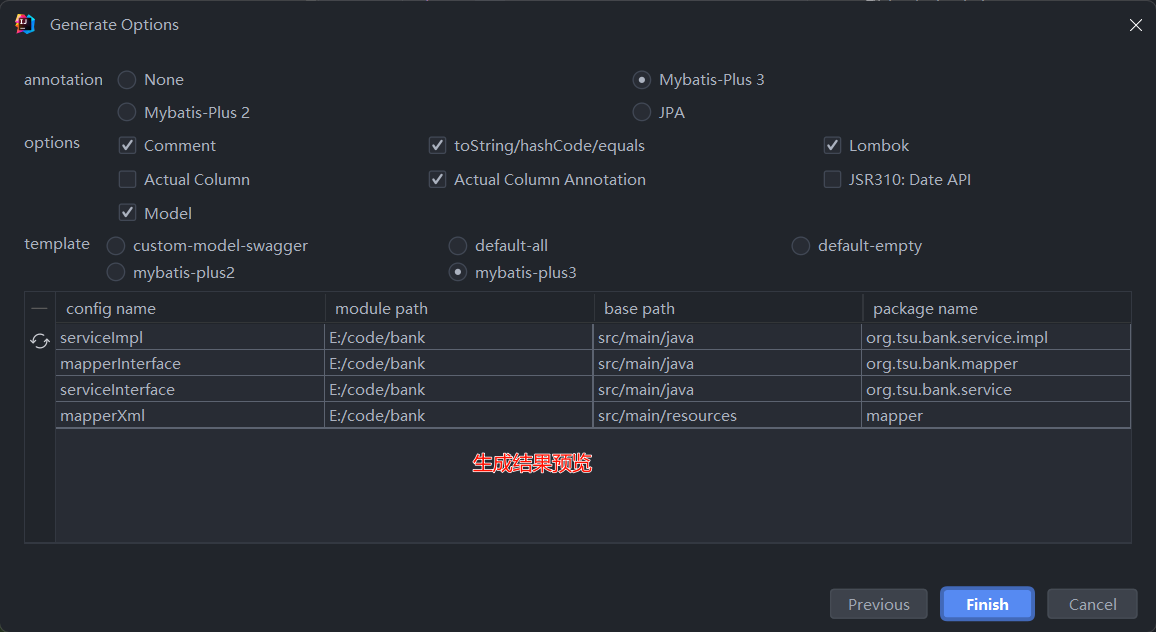 Generate Options
annotation None Mybatis-Plus 3
Mybatis-Plus 2 JPA
options Comment toString/hashCode/equals Lombok
Actual Column Actual Column Annotation JSR310: Date API
Model
template custom-model-swagger default-all default-empty
mybatis-plus2 mybatis-plus3
config name module path base path package name
serviceImpl E:/code/bank src/main/java org.tsu.bank.service.impl
mapperInterface E:/code/bank src/main/java org.tsu.bank.mapper
serviceInterface E:/code/bank src/main/java org.tsu.bank.service
mapperXml E:/code/bank src/main/resources mapper
生成结果预览
Previous Finish Cancel